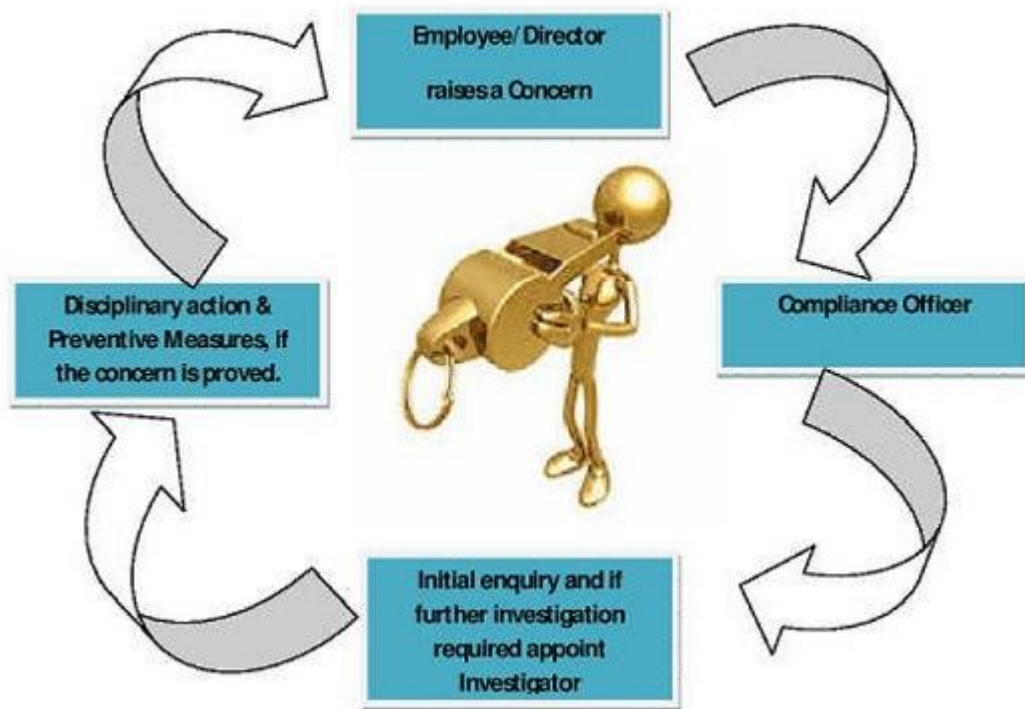 Employee/ Director
raises a Concern
Compliance Officer
Initial enquiry and if
further investigation
required appoint
Investigator
Disciplinary action &
Preventive Measures, if
the concern is proved.